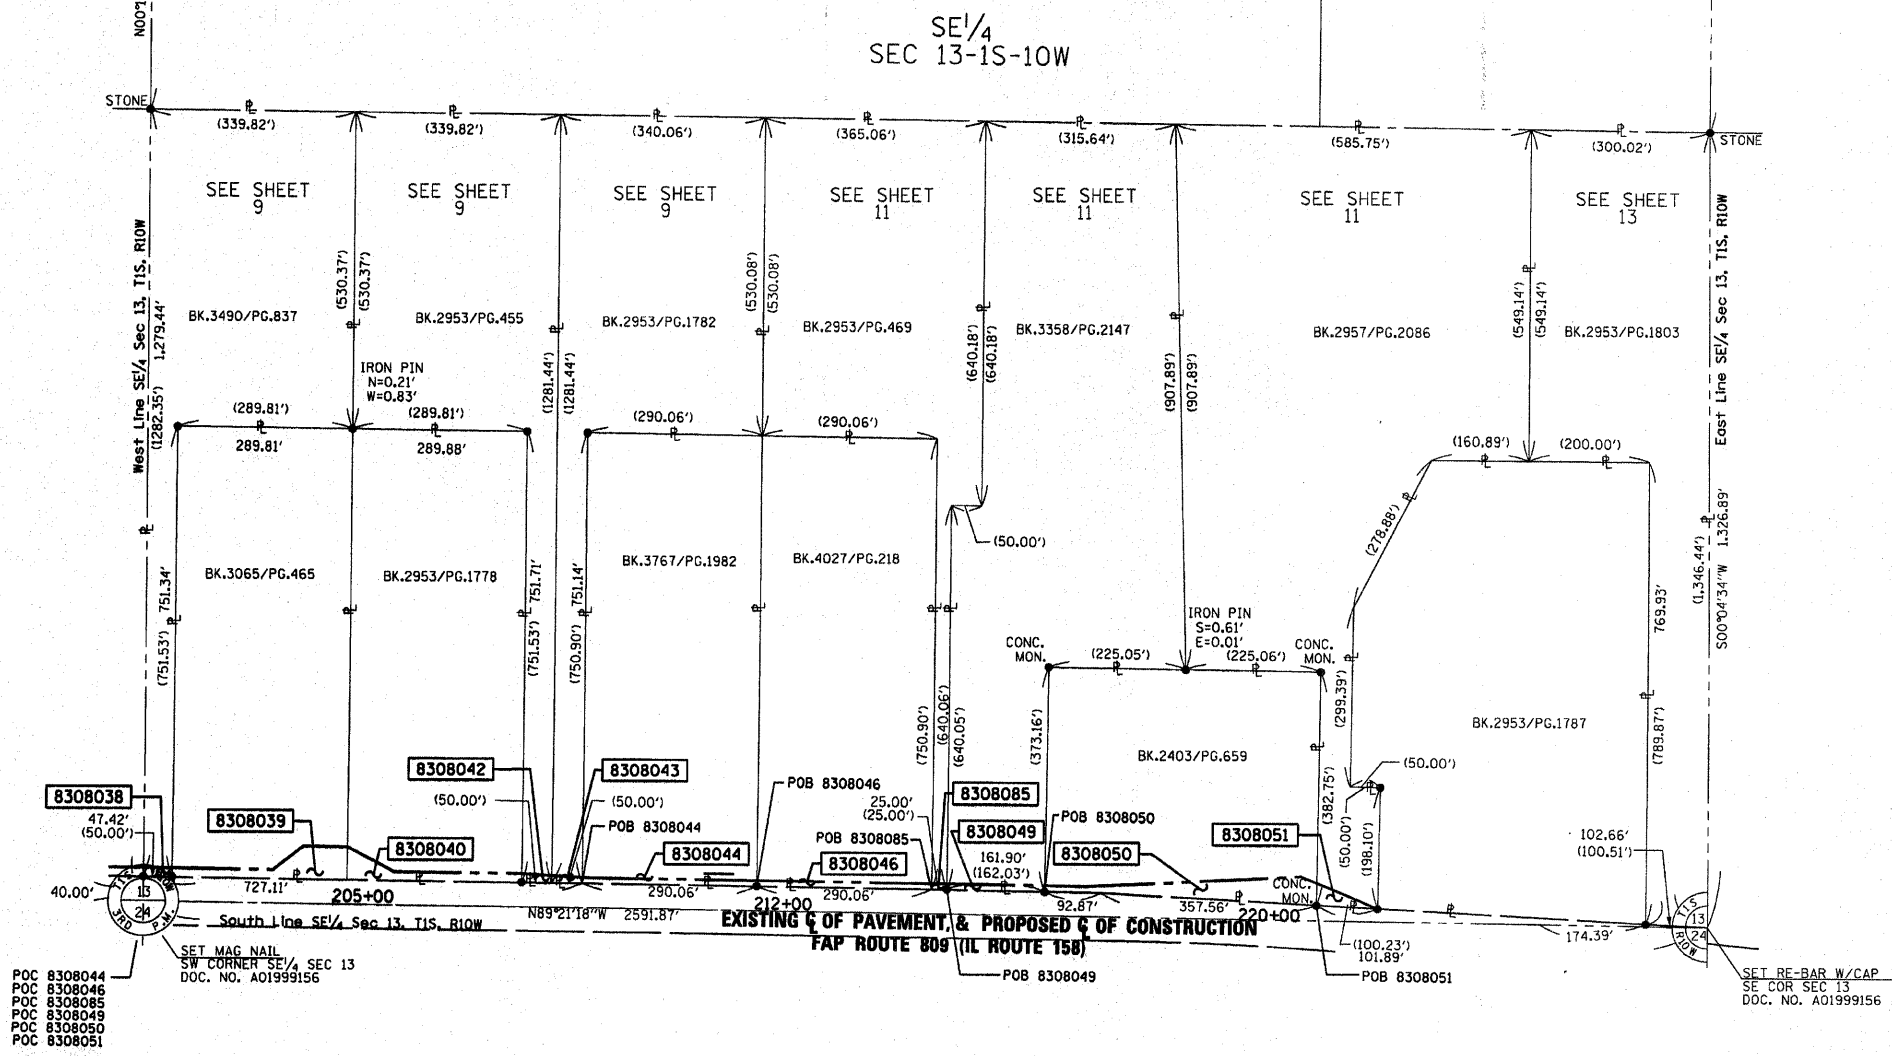 SE1/4
SEC 13-1S-10W
N00°
STONE
(339.82')
(339.82')
(340.06')
(365.06')
(315.64')
(585.75')
(300.02')
STONE
SEE SHEET
9
SEE SHEET
9
SEE SHEET
9
SEE SHEET
11
SEE SHEET
11
SEE SHEET
11
SEE SHEET
13
West Line SE1/4 Sec 13, T1S, R10W
(1282.35') 1,279.44'
(530.37')
(530.37')
(1281.44')
(1281.44')
(530.08')
(530.08')
(640.18')
(640.18')
(907.89')
(907.89')
(549.14')
(549.14')
East Line SE1/4 Sec 13, T1S, R10W
(1,346.44')
S00°04'34"W 1,326.89'
BK.3490/PG.837
BK.2953/PG.455
BK.2953/PG.1782
BK.2953/PG.469
BK.3358/PG.2147
BK.2957/PG.2086
BK.2953/PG.1803
IRON PIN
N=0.21'
W=0.83'
(289.81')
289.81'
(289.81')
289.88'
(290.06')
(290.06')
(160.89')
(200.00')
(278.88')
(50.00')
BK.3065/PG.465
BK.2953/PG.1778
BK.3767/PG.1982
BK.4027/PG.218
(751.53') 751.34'
(751.53') 751.71'
(750.90') 751.14'
(750.90')
(640.06')
(640.05')
IRON PIN
S=0.61'
E=0.01'
CONC.
MON.
(225.05')
(225.06')
CONC.
MON.
(373.16')
(382.75')
(299.39')
769.93'
(789.87')
BK.2403/PG.659
BK.2953/PG.1787
(50.00')
(50.00')
(198.10')
8308038
47.42'
(50.00')
8308039
8308040
8308042
(50.00')
8308043
(50.00')
POB 8308044
8308044
POB 8308046
8308046
25.00'
(25.00')
POB 8308085
8308085
8308049
161.90'
(162.03')
POB 8308050
8308050
8308051
CONC.
MON.
102.66'
(100.51')
40.00'
T1S
R10W
13
24
3RD P.M.
727.11'
205+00
290.06'
212+00
290.06'
92.87'
357.56'
220+00
(100.23')
101.89'
174.39'
South Line SE1/4 Sec 13, T1S, R10W
N89°21'18"W 2591.87'
EXISTING ℄ OF PAVEMENT, & PROPOSED ℄ OF CONSTRUCTION
FAP ROUTE 809 (IL ROUTE 158)
SET MAG NAIL
SW CORNER SE1/4 SEC 13
DOC. NO. A01999156
POC 8308044
POC 8308046
POC 8308085
POC 8308049
POC 8308050
POC 8308051
POB 8308049
POB 8308051
T1S
13
24
R10W
SET RE-BAR W/CAP
SE COR SEC 13
DOC. NO. A01999156